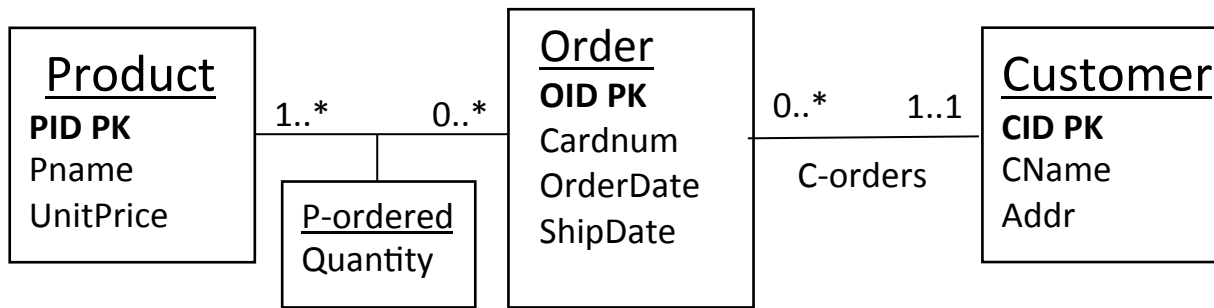 Product
PID PK
Pname
UnitPrice
1..*
0..*
P-ordered
Quantity
Order
OID PK
Cardnum
OrderDate
ShipDate
0..*
1..1
C-orders
Customer
CID PK
CName
Addr